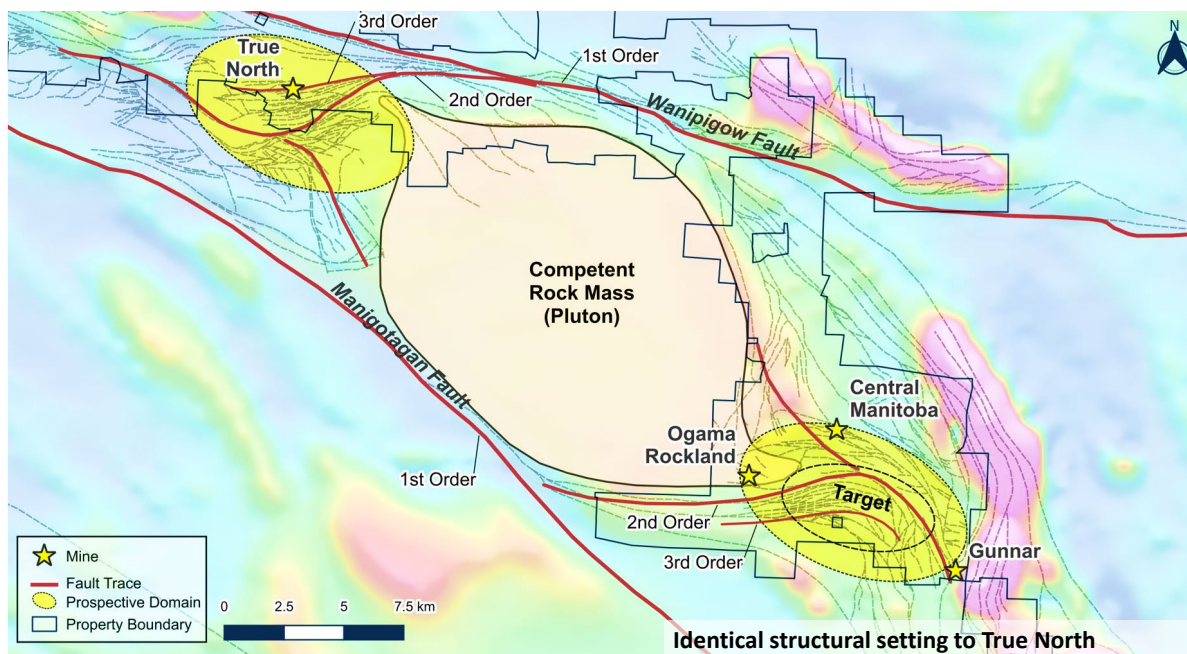 3rd Order
True
North
1st Order
N
2nd Order
Wanipigow Fault
Competent
Rock Mass
(Pluton)
Manigotagan Fault
Central
Manitoba
Ogama
Rockland
1st Order
Target
2nd Order
3rd Order
Gunnar
Mine
Fault Trace
Prospective Domain
Property Boundary
0 2.5 5 7.5 km
Identical structural setting to True North